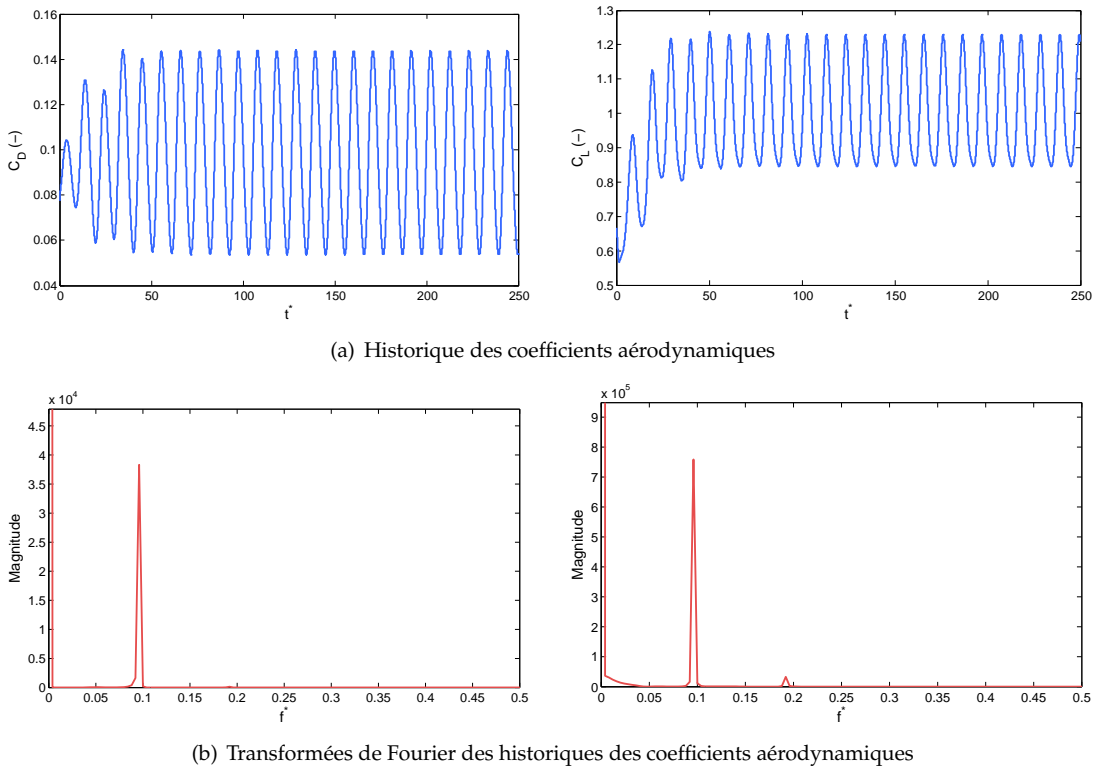 0.16
0.14
0.12
0.1
0.08
0.06
0.04
C_D (−)
0 50 100 150 200 250
t*
1.3
1.2
1.1
1
0.9
0.8
0.7
0.6
0.5
C_L (−)
0 50 100 150 200 250
t*
(a) Historique des coefficients aérodynamiques
x 10^4
4.5
4
3.5
3
2.5
2
1.5
1
0.5
0
Magnitude
0 0.05 0.1 0.15 0.2 0.25 0.3 0.35 0.4 0.45 0.5
f*
x 10^5
9
8
7
6
5
4
3
2
1
0
Magnitude
0 0.05 0.1 0.15 0.2 0.25 0.3 0.35 0.4 0.45 0.5
f*
(b) Transformées de Fourier des historiques des coefficients aérodynamiques